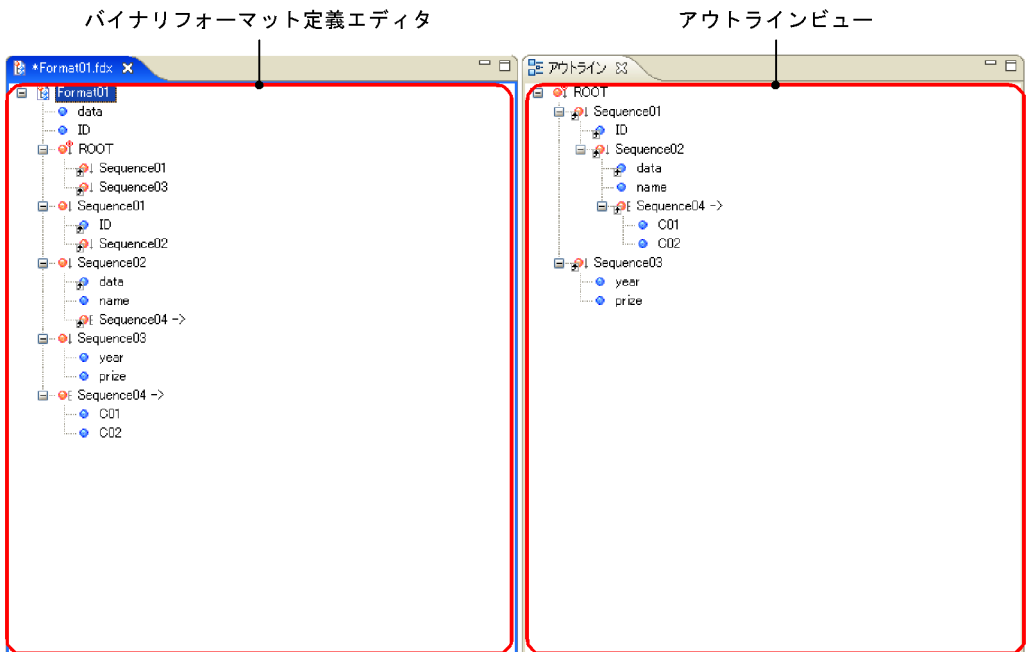 バイナリフォーマット定義エディタ
アウトラインビュー
*Format01.fdx
Format01
data
ID
ROOT
Sequence01
Sequence03
Sequence01
ID
Sequence02
Sequence02
data
name
Sequence04 ->
Sequence03
year
prize
Sequence04 ->
C01
C02
アウトライン
ROOT
Sequence01
ID
Sequence02
data
name
Sequence04 ->
C01
C02
Sequence03
year
prize